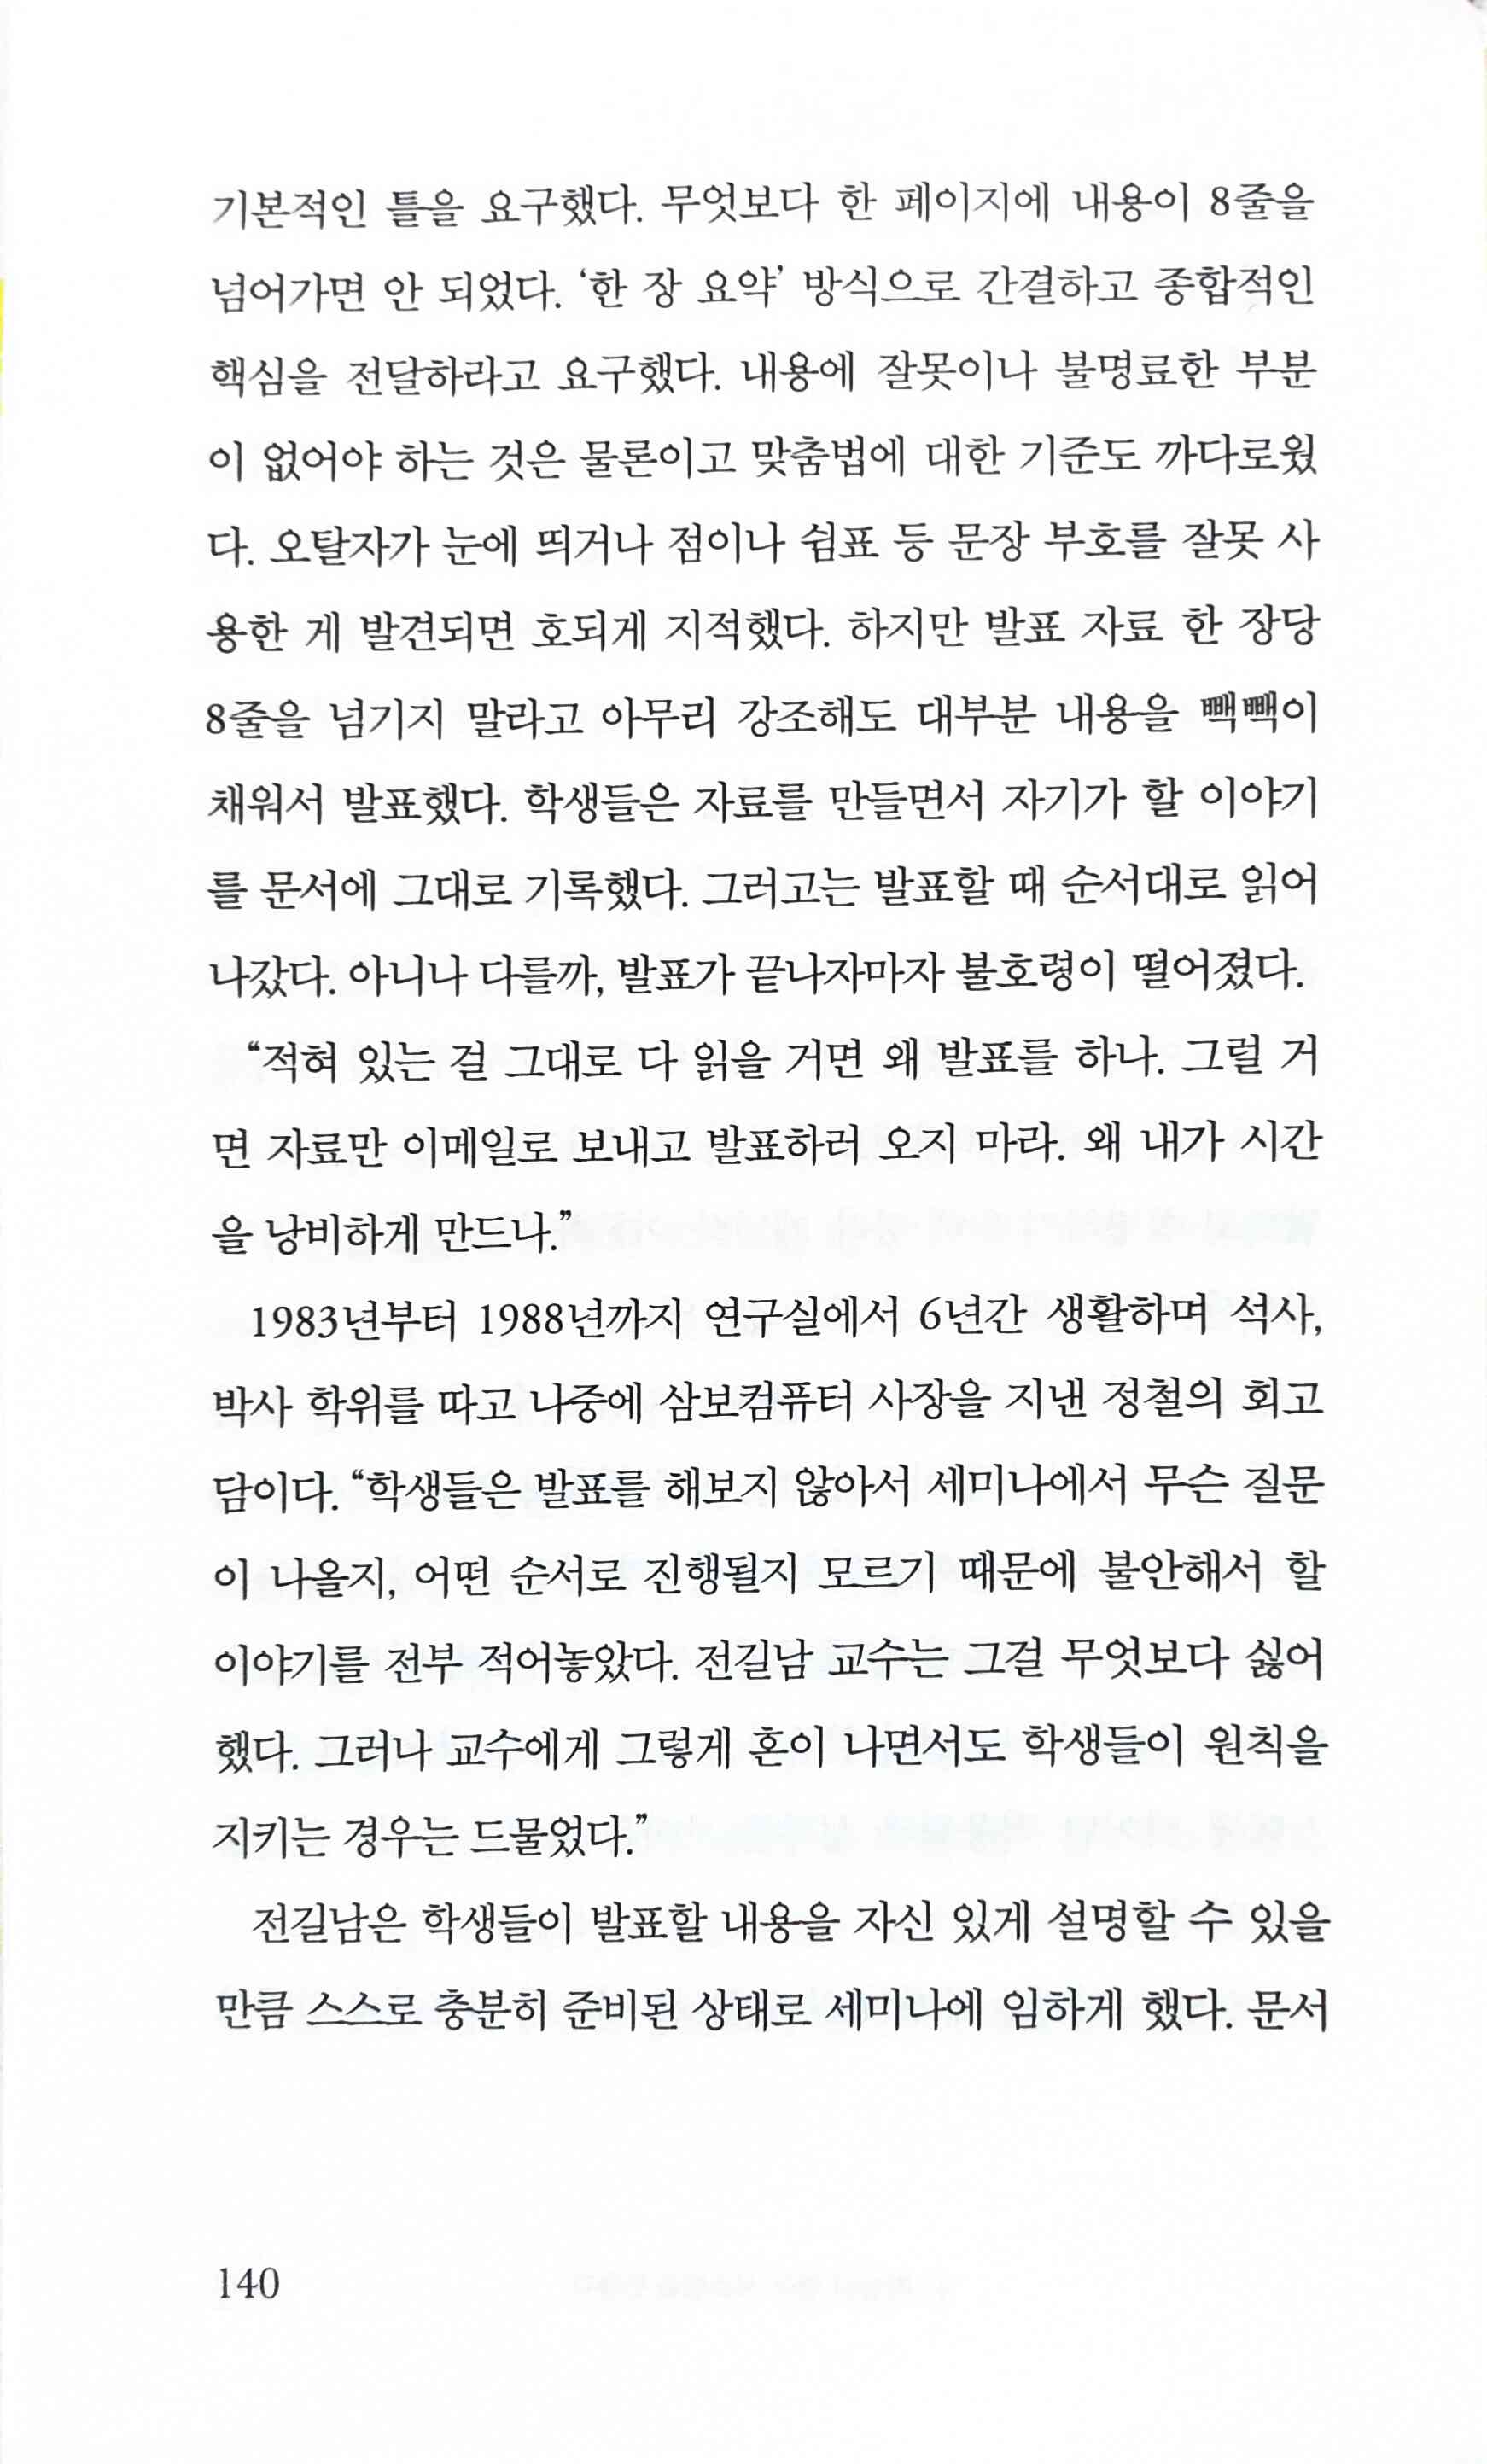 기본적인 틀을 요구했다. 무엇보다 한 페이지에 내용이 8줄을
넘어가면 안 되었다. ‘한 장 요약’ 방식으로 간결하고 종합적인
핵심을 전달하라고 요구했다. 내용에 잘못이나 불명료한 부분
이 없어야 하는 것은 물론이고 맞춤법에 대한 기준도 까다로웠
다. 오탈자가 눈에 띄거나 점이나 쉼표 등 문장 부호를 잘못 사
용한 게 발견되면 호되게 지적했다. 하지만 발표 자료 한 장당
8줄을 넘기지 말라고 아무리 강조해도 대부분 내용을 빽빽이
채워서 발표했다. 학생들은 자료를 만들면서 자기가 할 이야기
를 문서에 그대로 기록했다. 그러고는 발표할 때 순서대로 읽어
나갔다. 아니나 다를까, 발표가 끝나자마자 불호령이 떨어졌다.
“적혀 있는 걸 그대로 다 읽을 거면 왜 발표를 하나. 그럴 거
면 자료만 이메일로 보내고 발표하러 오지 마라. 왜 내가 시간
을 낭비하게 만드나.”
1983년부터 1988년까지 연구실에서 6년간 생활하며 석사,
박사 학위를 따고 나중에 삼보컴퓨터 사장을 지낸 정철의 회고
담이다. “학생들은 발표를 해보지 않아서 세미나에서 무슨 질문
이 나올지, 어떤 순서로 진행될지 모르기 때문에 불안해서 할
이야기를 전부 적어놓았다. 전길남 교수는 그걸 무엇보다 싫어
했다. 그러나 교수에게 그렇게 혼이 나면서도 학생들이 원칙을
지키는 경우는 드물었다.”
전길남은 학생들이 발표할 내용을 자신 있게 설명할 수 있을
만큼 스스로 충분히 준비된 상태로 세미나에 임하게 했다. 문서
140